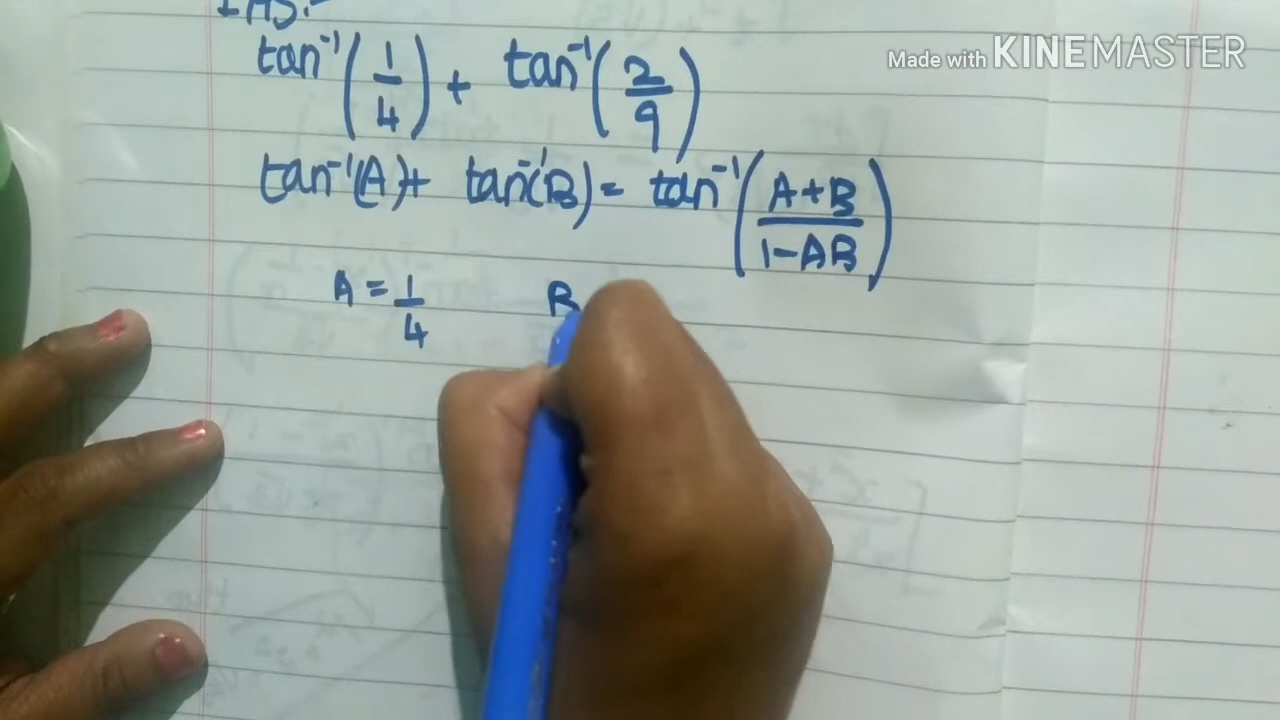 LHS:-
Made with KINEMASTER
tan⁻¹(1/4) + tan⁻¹(2/9)
tan⁻¹(A)+ tan⁻¹(B) = tan⁻¹(A+B/1-AB)
A = 1/4 B